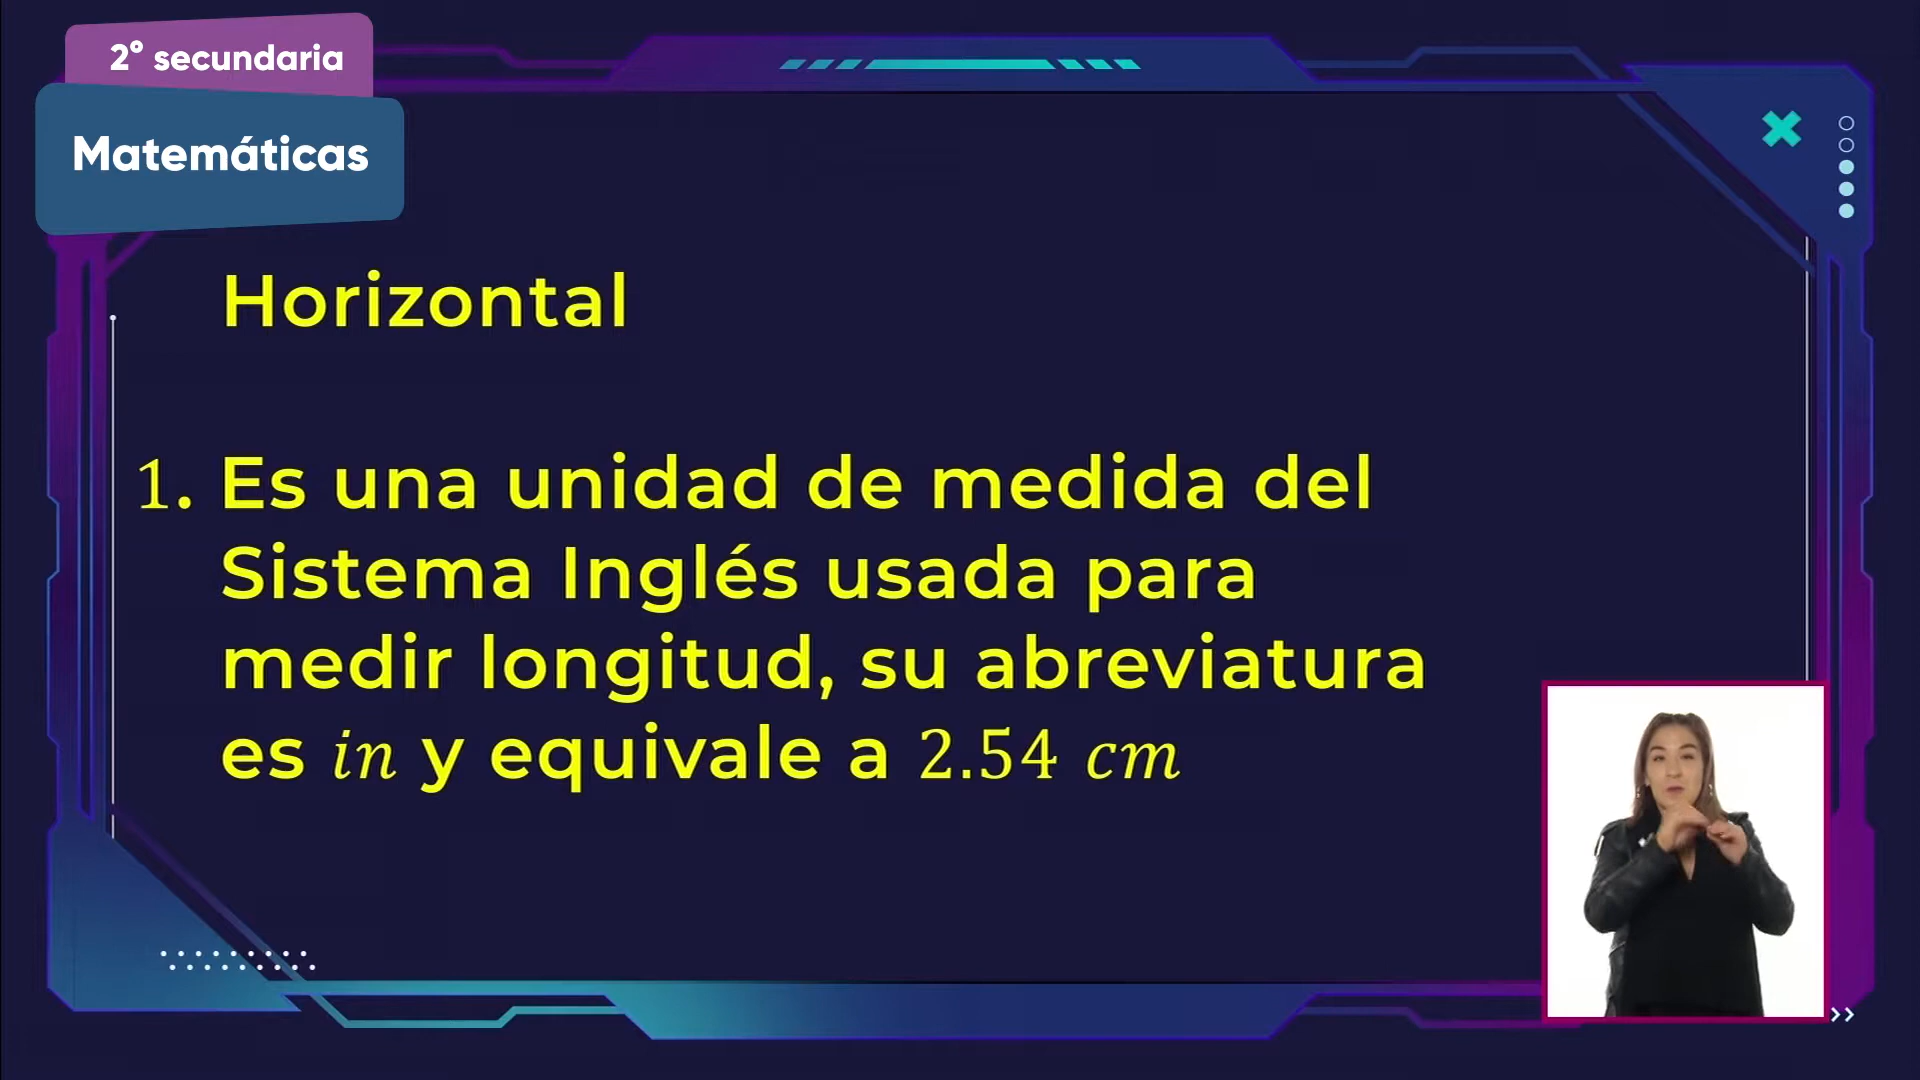 2° secundaria
Matemáticas
Horizontal
1. Es una unidad de medida del
Sistema Inglés usada para
medir longitud, su abreviatura
es in y equivale a 2.54 cm